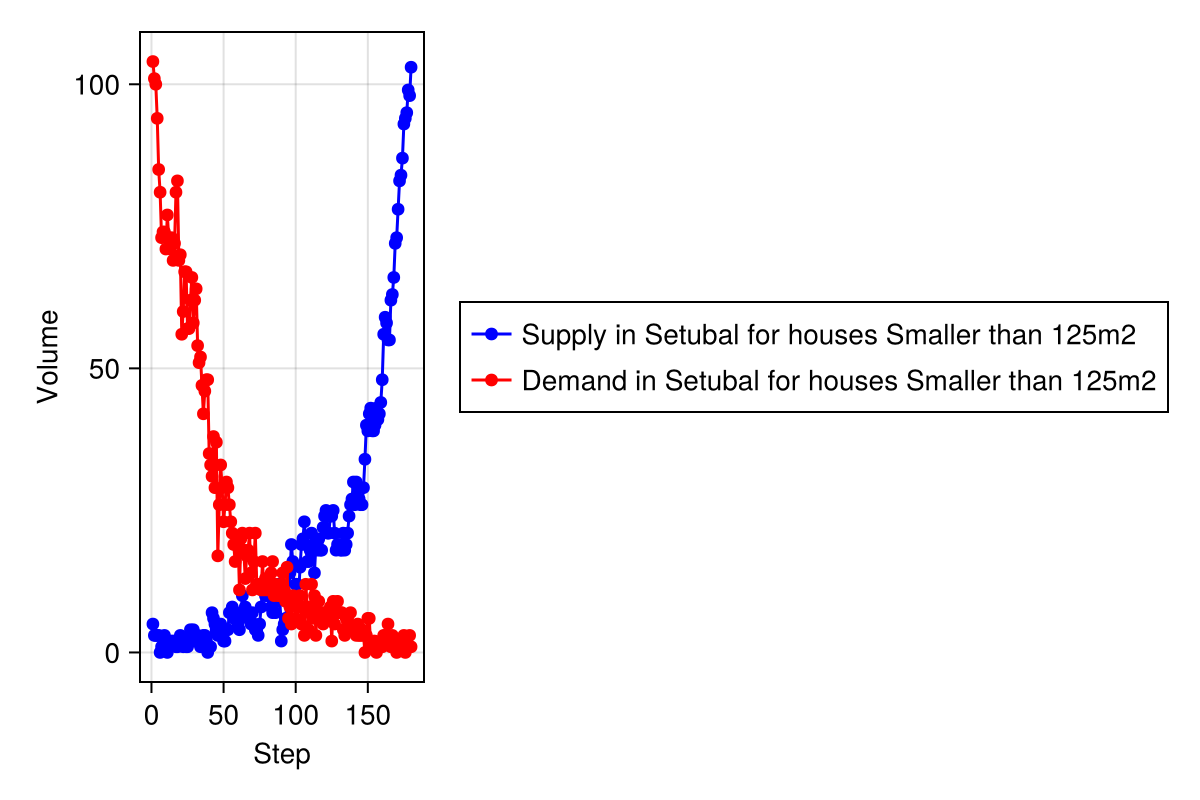 100
50
0
Volume
0 50 100 150
Step
Supply in Setubal for houses Smaller than 125m2
Demand in Setubal for houses Smaller than 125m2